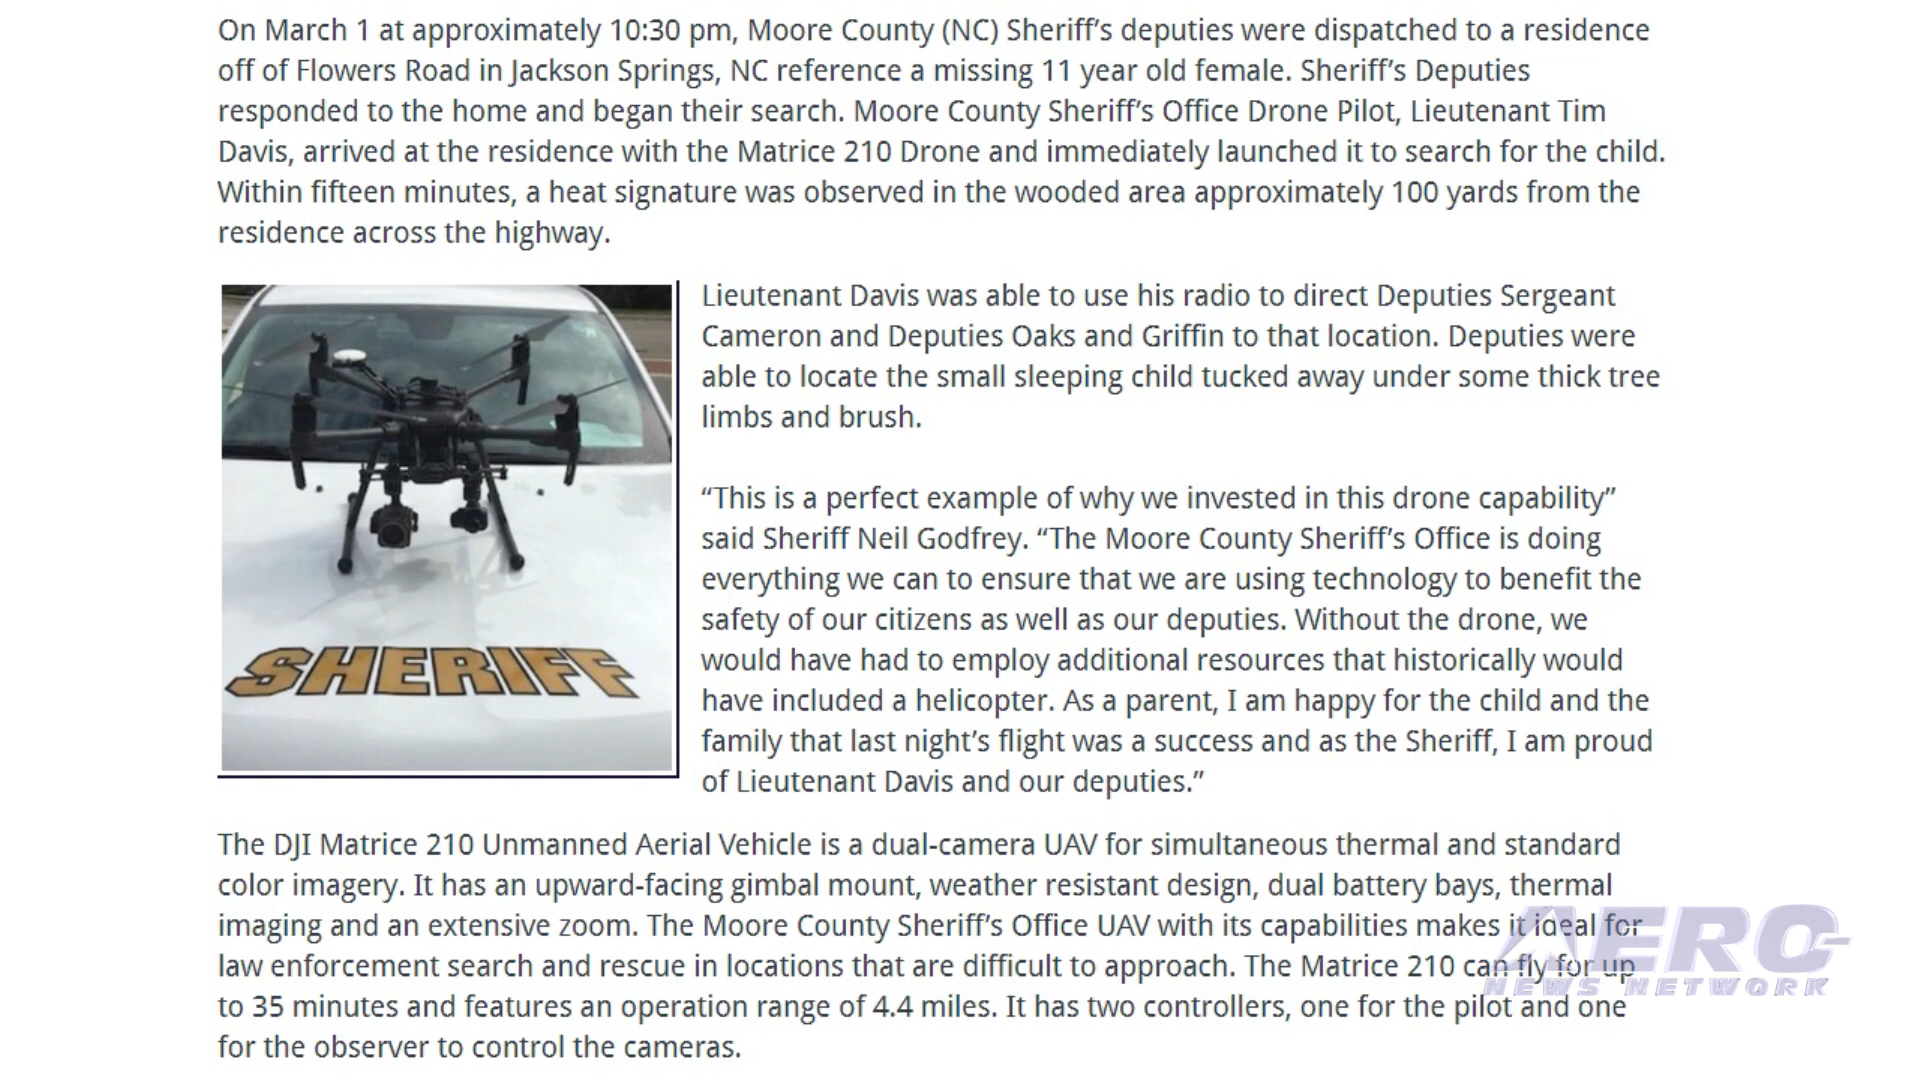 On March 1 at approximately 10:30 pm, Moore County (NC) Sheriff’s deputies were dispatched to a residence
off of Flowers Road in Jackson Springs, NC reference a missing 11 year old female. Sheriff’s Deputies
responded to the home and began their search. Moore County Sheriff’s Office Drone Pilot, Lieutenant Tim
Davis, arrived at the residence with the Matrice 210 Drone and immediately launched it to search for the child.
Within fifteen minutes, a heat signature was observed in the wooded area approximately 100 yards from the
residence across the highway.
Lieutenant Davis was able to use his radio to direct Deputies Sergeant
Cameron and Deputies Oaks and Griffin to that location. Deputies were
able to locate the small sleeping child tucked away under some thick tree
limbs and brush.
“This is a perfect example of why we invested in this drone capability”
said Sheriff Neil Godfrey. “The Moore County Sheriff’s Office is doing
everything we can to ensure that we are using technology to benefit the
safety of our citizens as well as our deputies. Without the drone, we
would have had to employ additional resources that historically would
have included a helicopter. As a parent, I am happy for the child and the
family that last night’s flight was a success and as the Sheriff, I am proud
of Lieutenant Davis and our deputies.”
SHERIFF
The DJI Matrice 210 Unmanned Aerial Vehicle is a dual-camera UAV for simultaneous thermal and standard
color imagery. It has an upward-facing gimbal mount, weather resistant design, dual battery bays, thermal
imaging and an extensive zoom. The Moore County Sheriff’s Office UAV with its capabilities makes it ideal for
law enforcement search and rescue in locations that are difficult to approach. The Matrice 210 can fly for up
to 35 minutes and features an operation range of 4.4 miles. It has two controllers, one for the pilot and one
for the observer to control the cameras.
AERO-
NEWS NETWORK